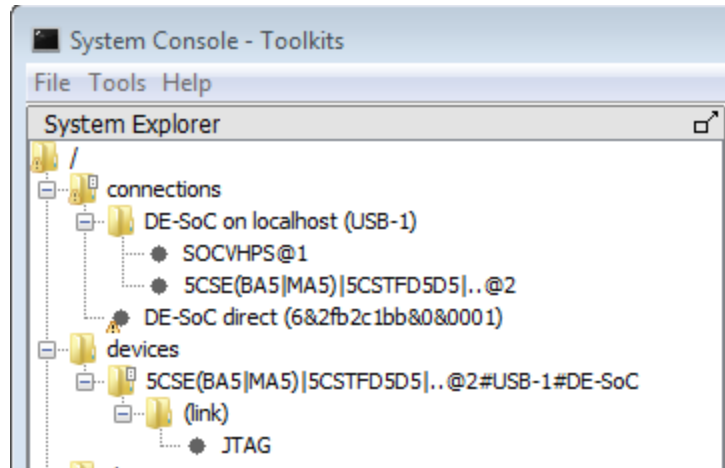 System Console - Toolkits
File Tools Help
System Explorer
/
connections
DE-SoC on localhost (USB-1)
SOCVHPS@1
5CSE(BA5|MA5)|5CSTFD5D5|..@2
DE-SoC direct (6&2fb2c1bb&0&0001)
devices
5CSE(BA5|MA5)|5CSTFD5D5|..@2#USB-1#DE-SoC
(link)
JTAG